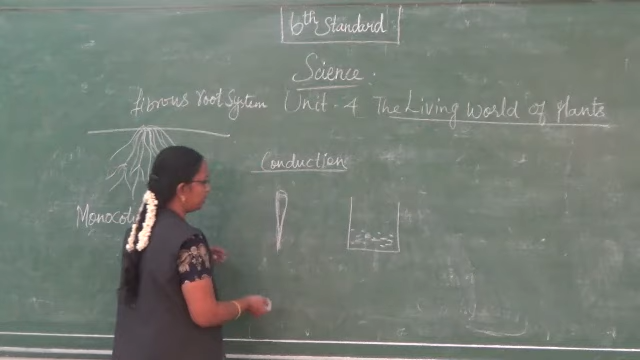 6th Standard
Science.
fibrous root System Unit - 4 The Living World of Plants
Conduction